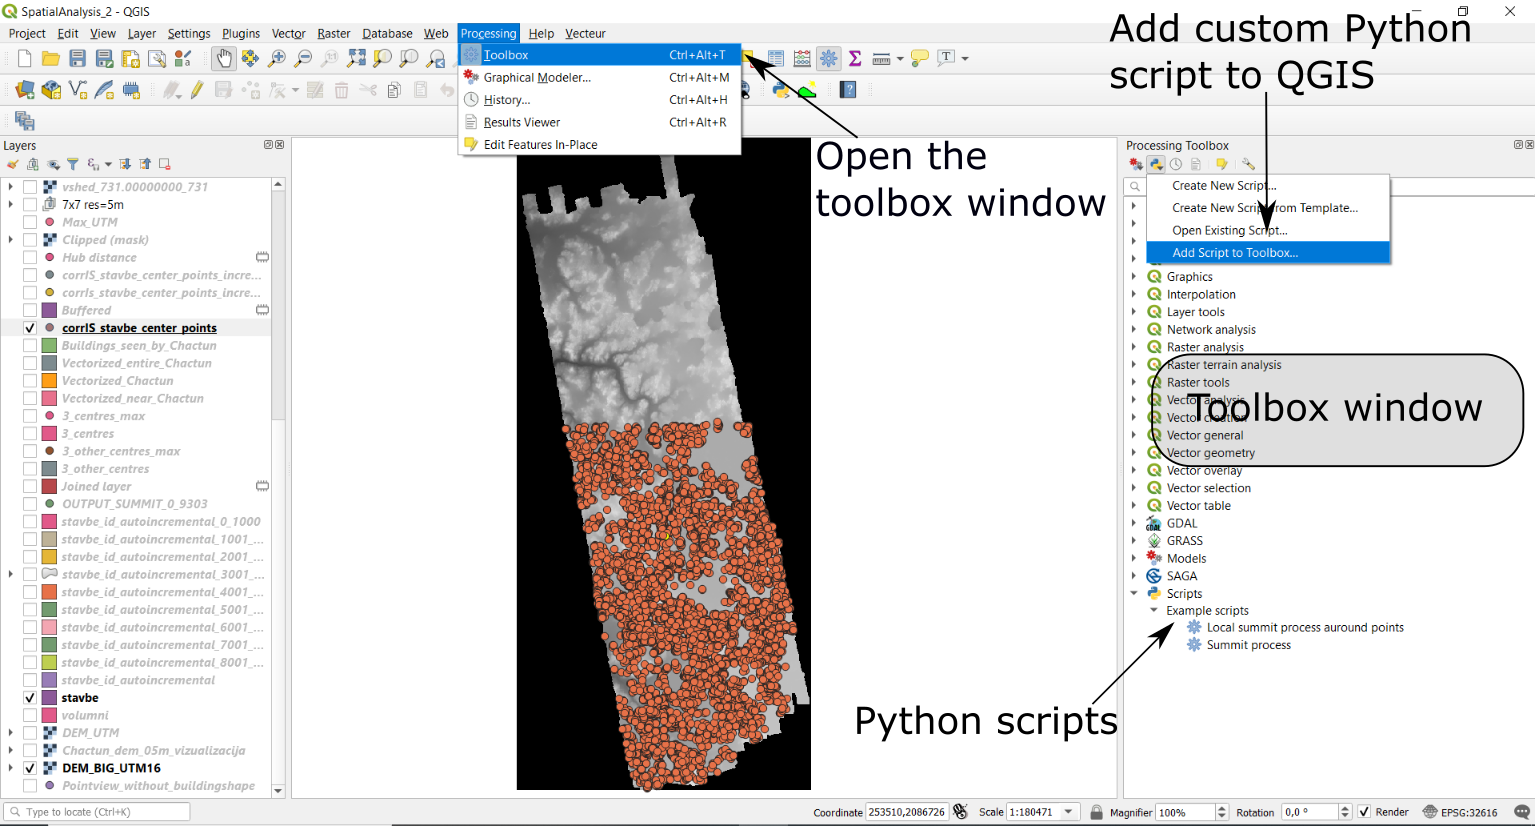 SpatialAnalysis_2 - QGIS
Project Edit View Layer Settings Plugins Vector Raster Database Web Processing Help Vecteur
Toolbox Ctrl+Alt+T
Graphical Modeler... Ctrl+Alt+M
History... Ctrl+Alt+H
Results Viewer Ctrl+Alt+R
Edit Features In-Place
Add custom Python
script to QGIS
Open the
toolbox window
Layers
vshed_731.00000000_731
7x7 res=5m
Max_UTM
Clipped (mask)
Hub distance
corrIS_stavbe_center_points_incre...
corrIs_stavbe_center_points_incre...
Buffered
corrIS_stavbe_center_points
Buildings_seen_by_Chactun
Vectorized_entire_Chactun
Vectorized_Chactun
Vectorized_near_Chactun
3_centres_max
3_centres
3_other_centres_max
3_other_centres
Joined layer
OUTPUT_SUMMIT_0_9303
stavbe_id_autoincremental_0_1000
stavbe_id_autoincremental_1001_...
stavbe_id_autoincremental_2001_...
stavbe_id_autoincremental_3001_...
stavbe_id_autoincremental_4001_...
stavbe_id_autoincremental_5001_...
stavbe_id_autoincremental_6001_...
stavbe_id_autoincremental_7001_...
stavbe_id_autoincremental_8001_...
stavbe_id_autoincremental
stavbe
volumni
DEM_UTM
Chactun_dem_05m_vizualizacija
DEM_BIG_UTM16
Pointview_without_buildingshape
Processing Toolbox
Create New Script...
Create New Script from Template...
Open Existing Script...
Add Script to Toolbox...
Graphics
Interpolation
Layer tools
Network analysis
Raster analysis
Raster terrain analysis
Raster tools
Vector analysis
Toolbox window
Vector creation
Vector general
Vector geometry
Vector overlay
Vector selection
Vector table
GDAL
GRASS
Models
SAGA
Scripts
Example scripts
Local summit process auround points
Summit process
Python scripts
Type to locate (Ctrl+K)
Coordinate 253510,2086726 Scale 1:180471 Magnifier 100% Rotation 0,0 ° Render EPSG:32616